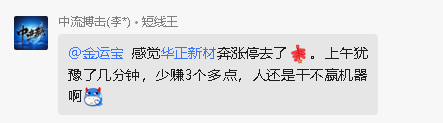 中流搏击(李*)·短线王
@金运宝 感觉华正新材奔涨停去了。上午犹
豫了几分钟，少赚3个多点，人还是干不赢机器
啊